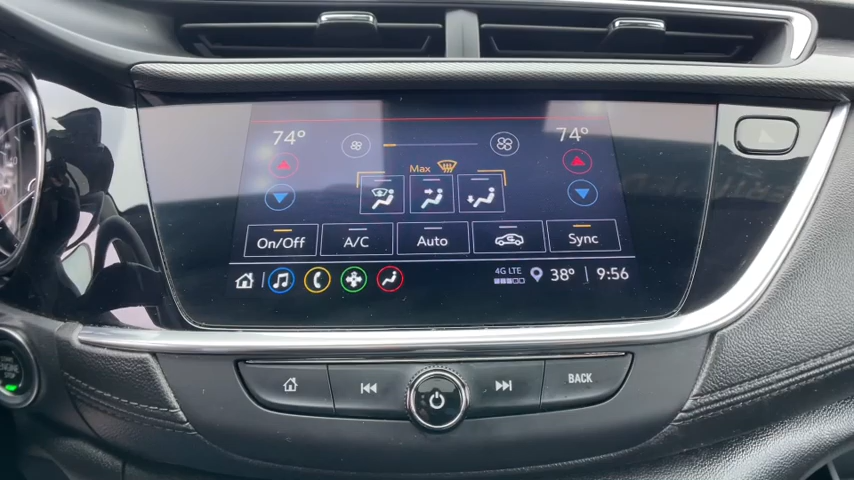 74° 74°
Max
On/Off A/C Auto Sync
4G LTE 38° 9:56
BACK